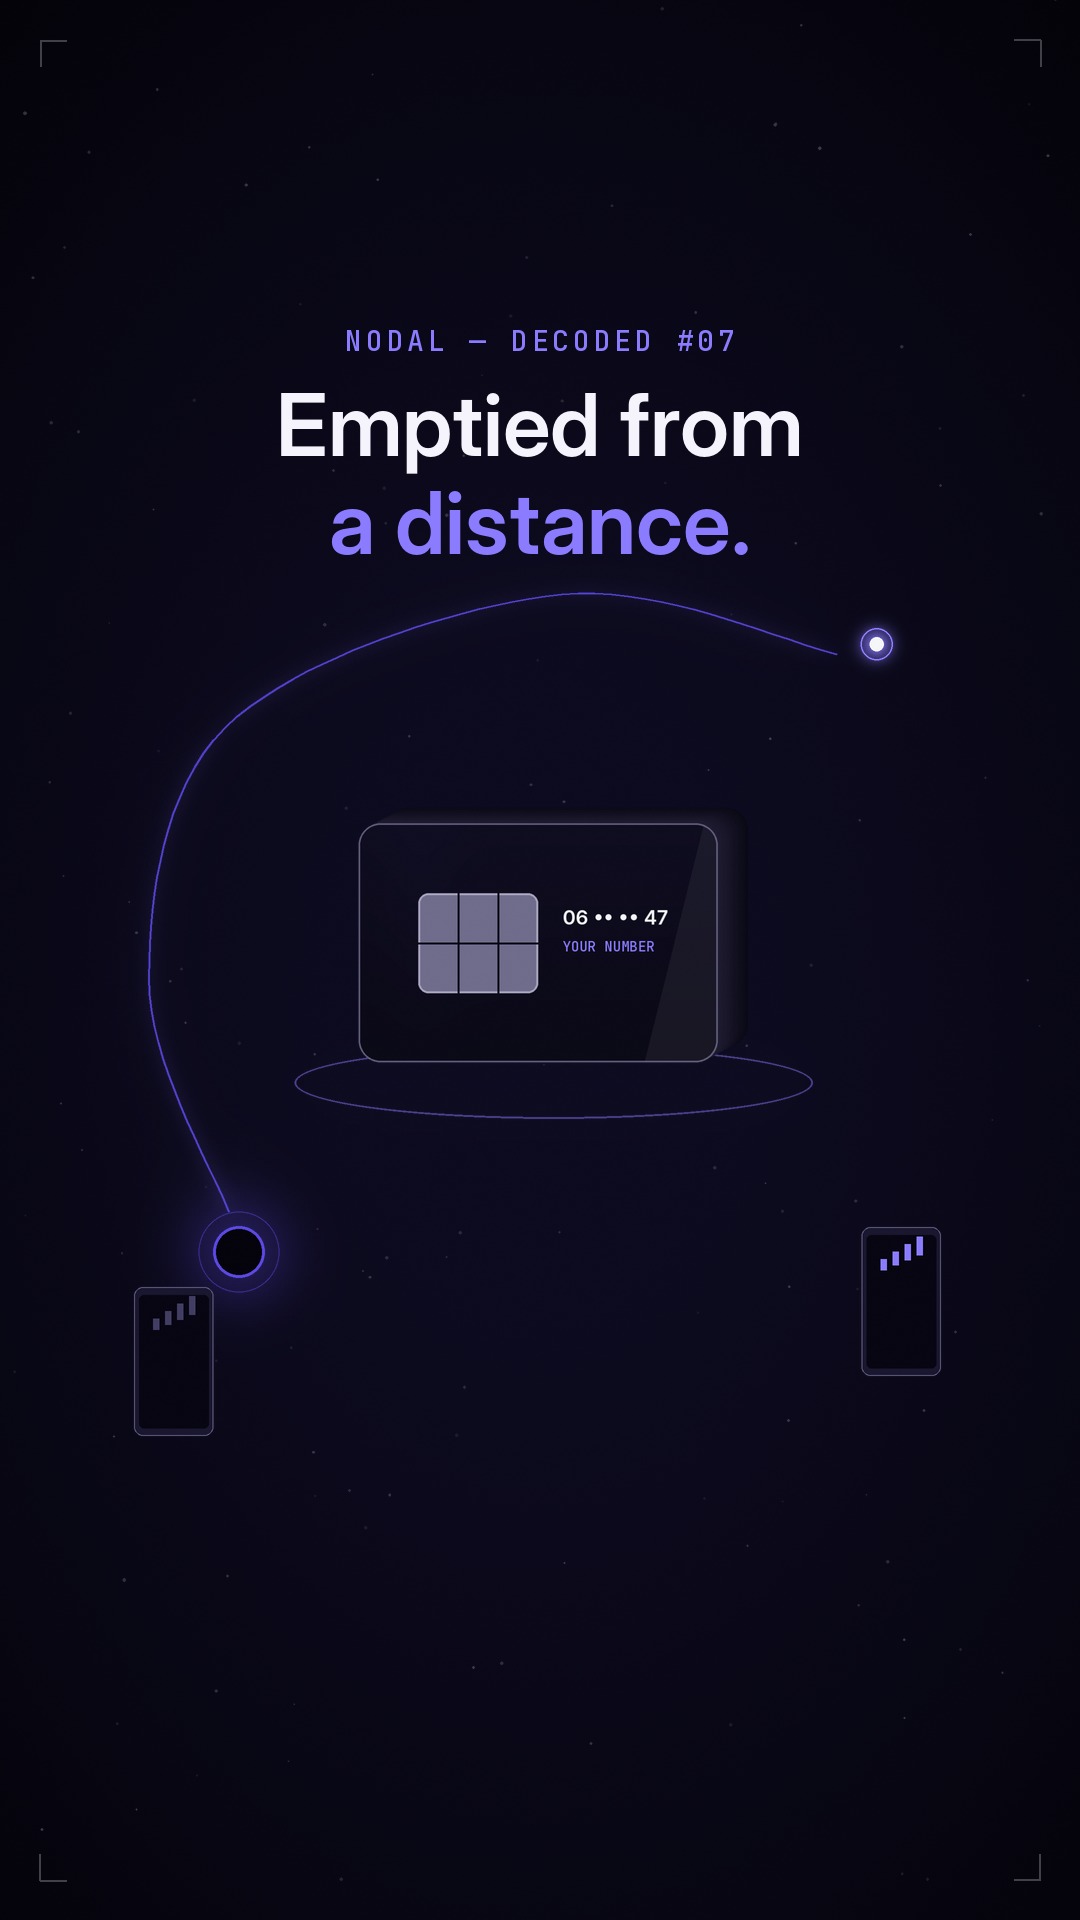 NODAL — DECODED #07
Emptied from
a distance.
06 •• •• 47
YOUR NUMBER